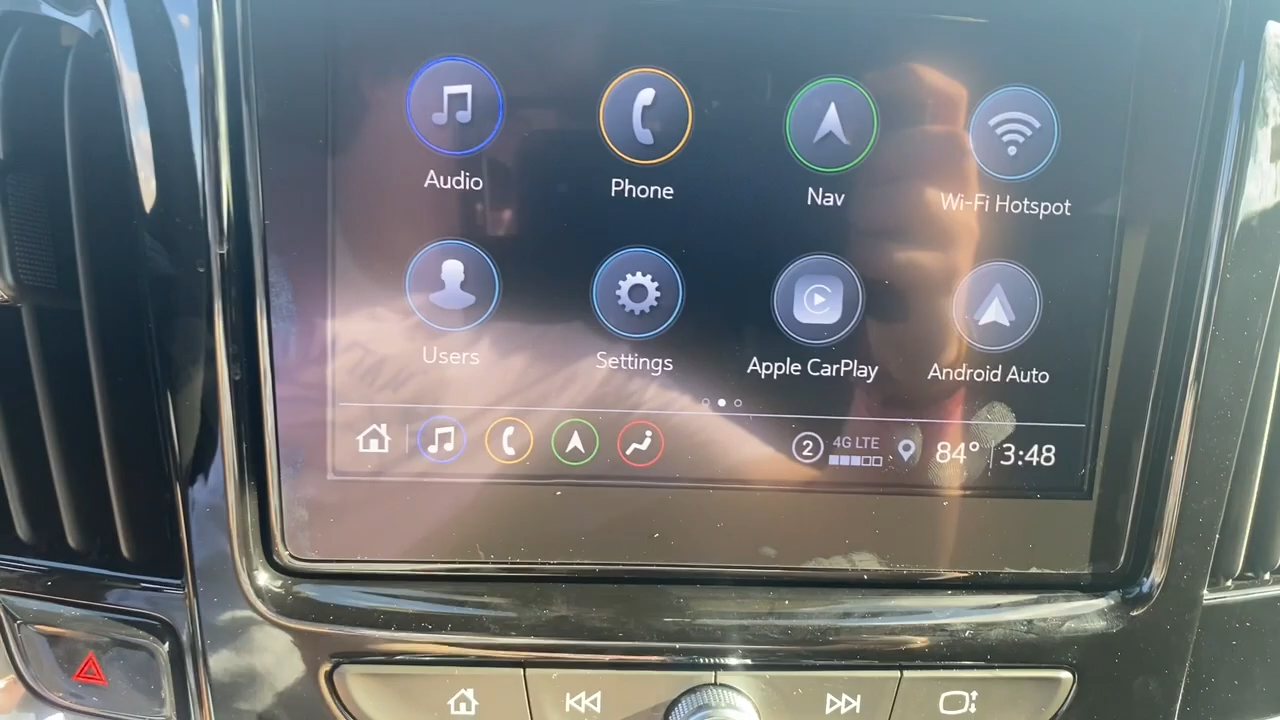 Audio Phone Nav Wi-Fi Hotspot
Users Settings Apple CarPlay Android Auto
2 4G LTE 84° 3:48